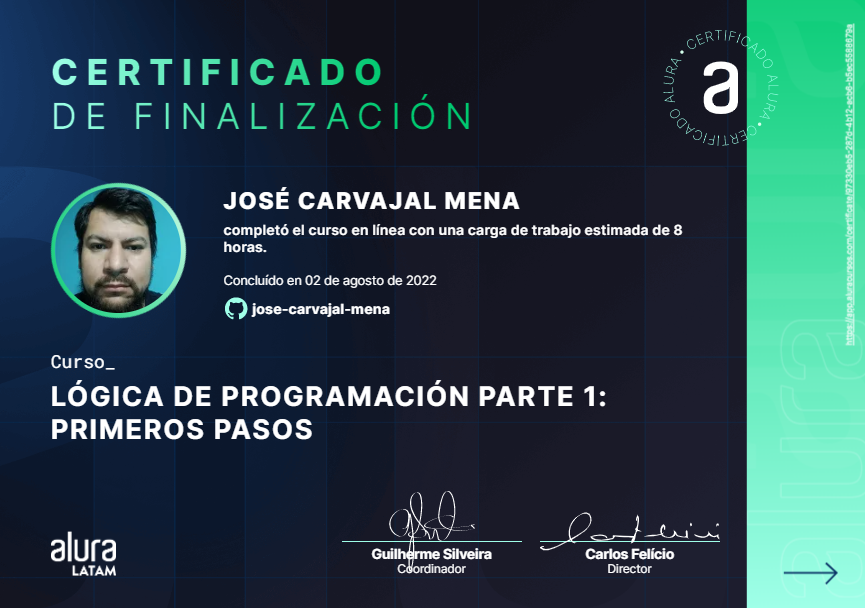 CERTIFICADO
DE FINALIZACIÓN
CERTIFICADO ALURA • CERTIFICADO ALURA •
a
JOSÉ CARVAJAL MENA
completó el curso en línea con una carga de trabajo estimada de 8
horas.
Concluído en 02 de agosto de 2022
jose-carvajal-mena
Curso_
LÓGICA DE PROGRAMACIÓN PARTE 1:
PRIMEROS PASOS
alura
LATAM
Guilherme Silveira
Coordinador
Carlos Felício
Director
alura